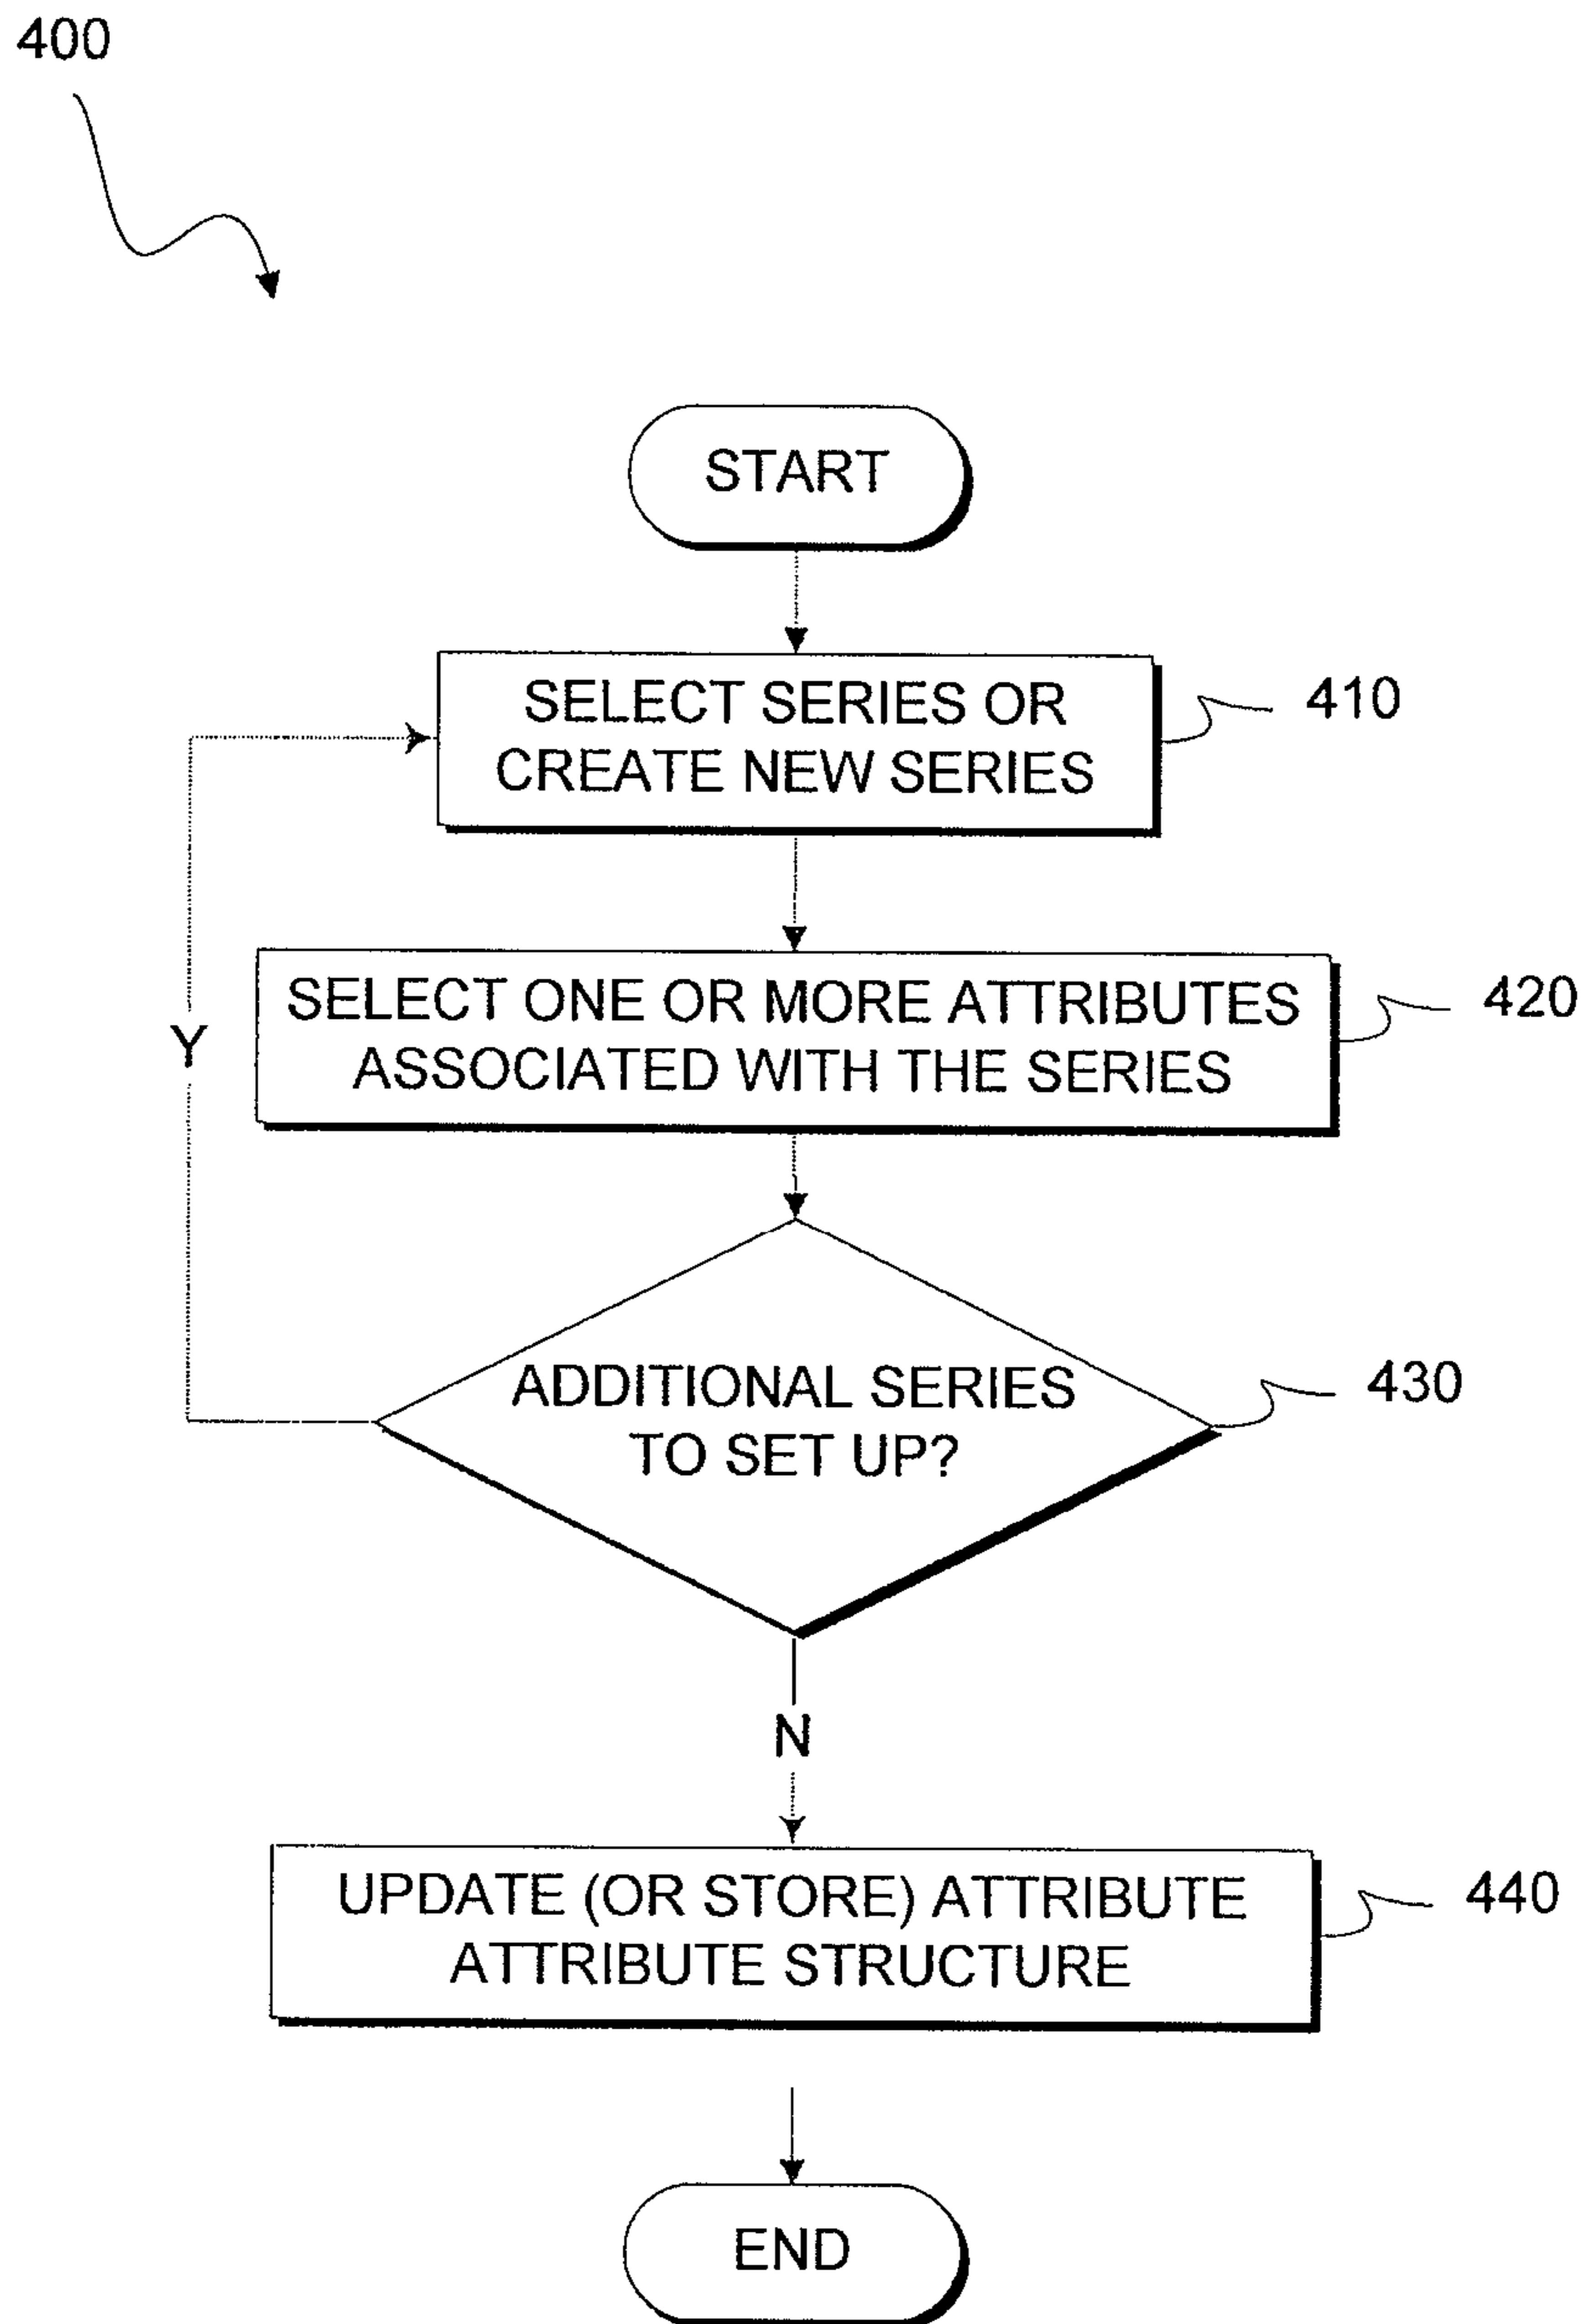 400
START
SELECT SERIES OR
CREATE NEW SERIES
410
SELECT ONE OR MORE ATTRIBUTES
ASSOCIATED WITH THE SERIES
420
Y
ADDITIONAL SERIES
TO SET UP?
430
N
UPDATE (OR STORE) ATTRIBUTE
ATTRIBUTE STRUCTURE
440
END